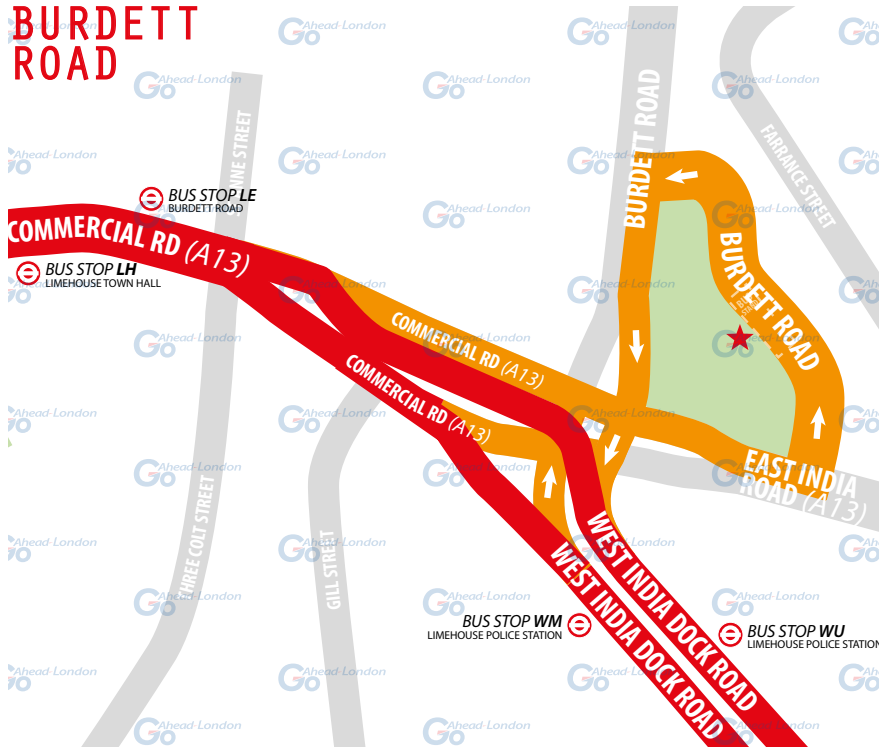 BURDETT
ROAD
BUS STOP LE
BURDETT ROAD
COMMERCIAL RD (A13)
BUS STOP LH
LIMEHOUSE TOWN HALL
BURDETT ROAD
FARRANCE STREET
BURDETT ROAD
COMMERCIAL RD (A13)
COMMERCIAL RD (A13)
EAST INDIA
ROAD (A13)
THREE COLT STREET
GILL STREET
WEST INDIA DOCK ROAD
WEST INDIA DOCK ROAD
BUS STOP WM
LIMEHOUSE POLICE STATION
BUS STOP WU
LIMEHOUSE POLICE STATION
Go Ahead-London